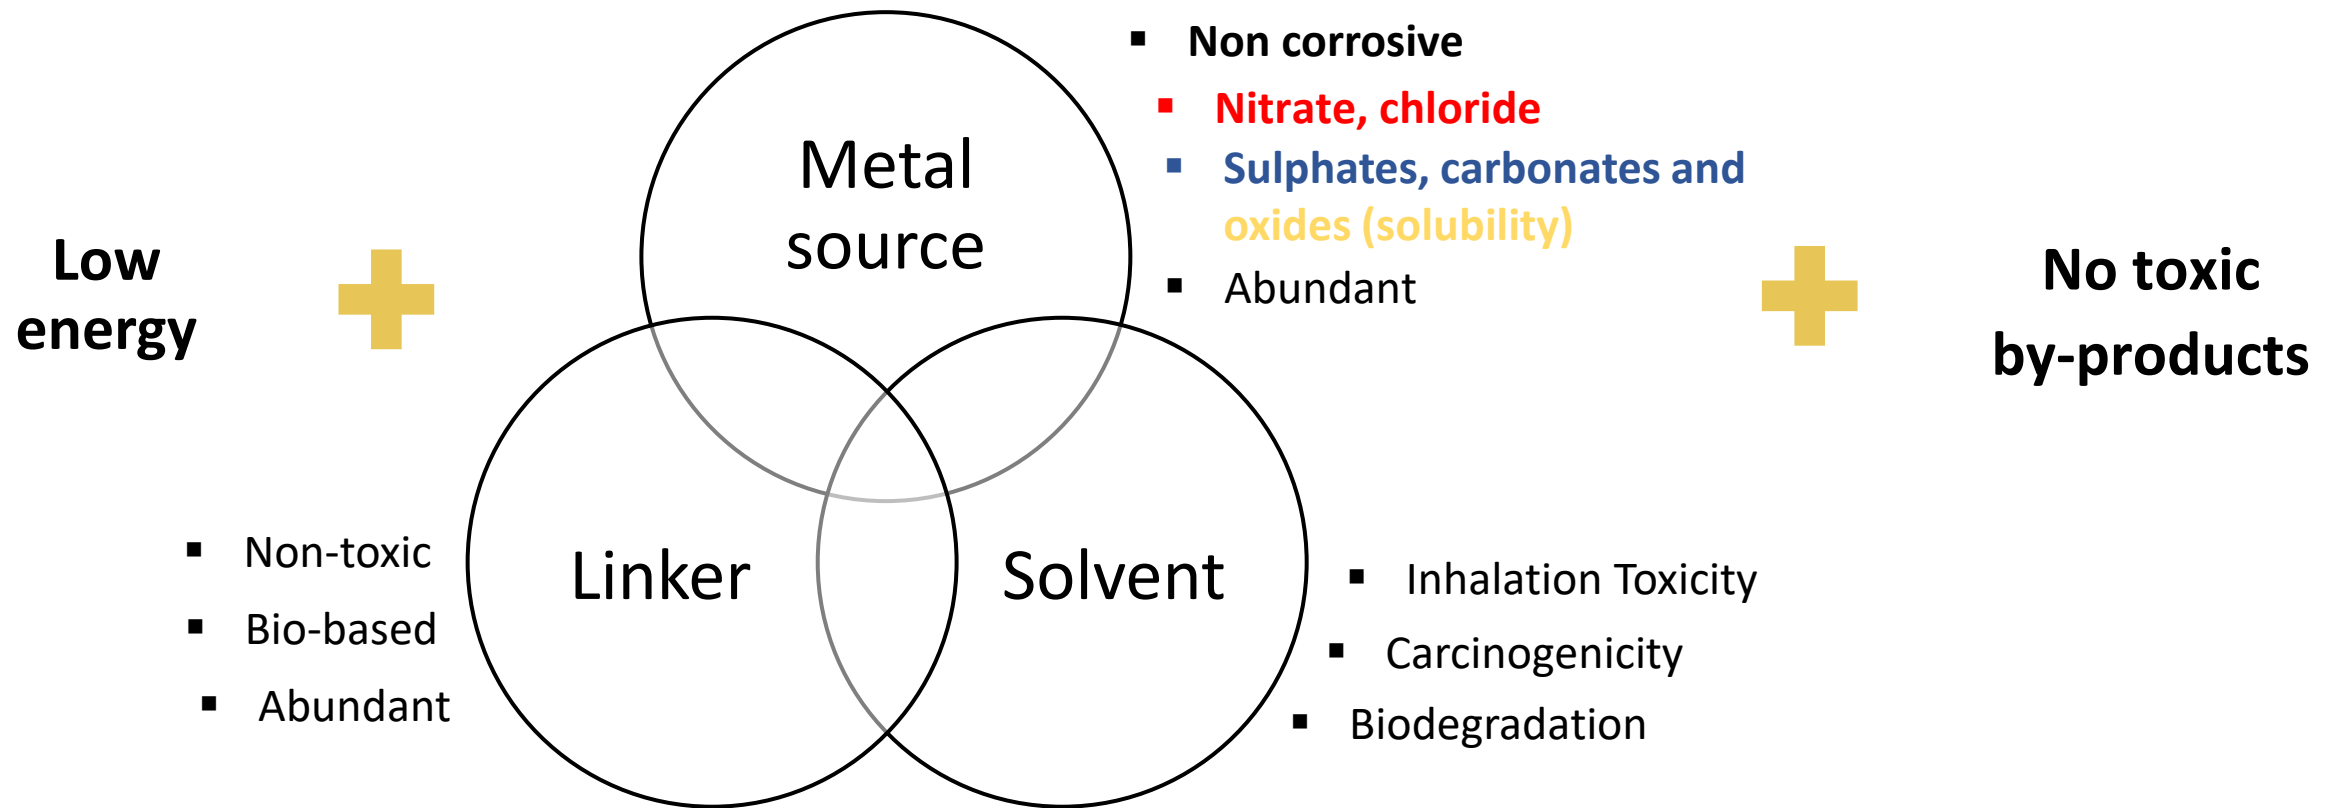 Low
energy
Metal
source
▪ Non corrosive
▪ Nitrate, chloride
▪ Sulphates, carbonates and
oxides (solubility)
▪ Abundant
No toxic
by-products
▪ Non-toxic
▪ Bio-based
▪ Abundant
Linker
Solvent
▪ Inhalation Toxicity
▪ Carcinogenicity
▪ Biodegradation